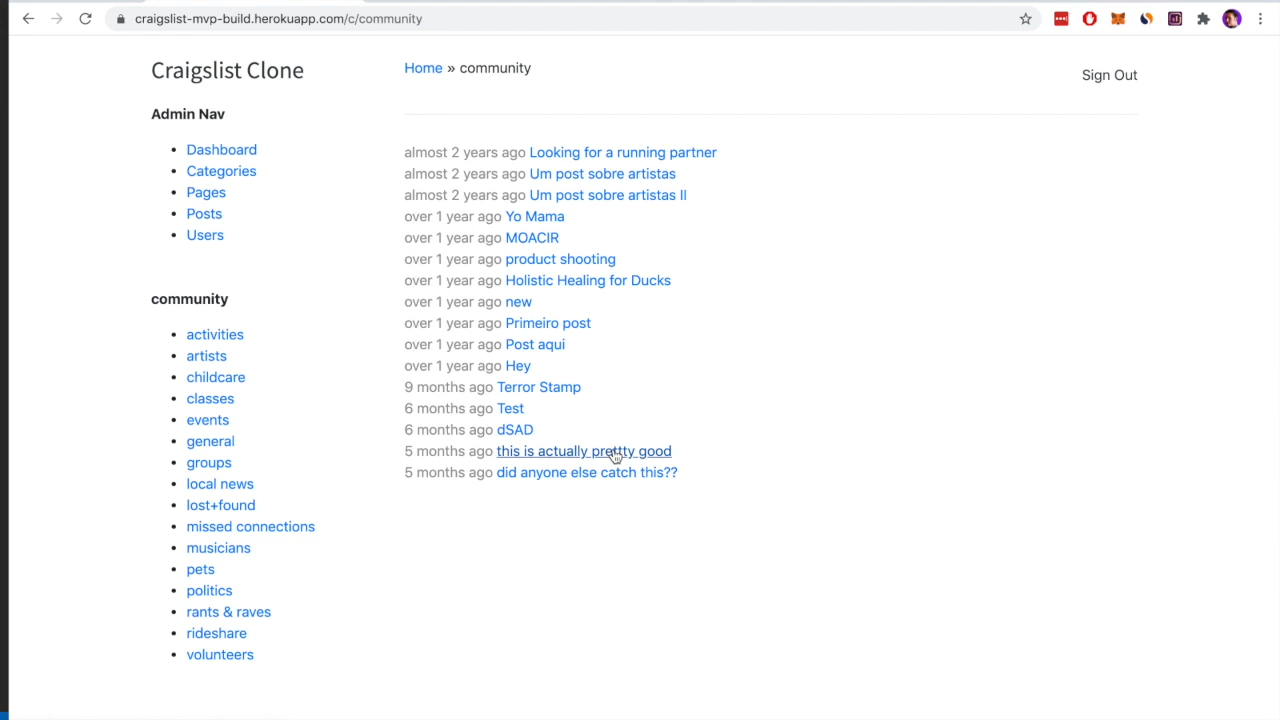 craigslist-mvp-build.herokuapp.com/c/community
Craigslist Clone
Home » community
Sign Out
Admin Nav
Dashboard
Categories
Pages
Posts
Users
community
activities
artists
childcare
classes
events
general
groups
local news
lost+found
missed connections
musicians
pets
politics
rants & raves
rideshare
volunteers
almost 2 years ago Looking for a running partner
almost 2 years ago Um post sobre artistas
almost 2 years ago Um post sobre artistas II
over 1 year ago Yo Mama
over 1 year ago MOACIR
over 1 year ago product shooting
over 1 year ago Holistic Healing for Ducks
over 1 year ago new
over 1 year ago Primeiro post
over 1 year ago Post aqui
over 1 year ago Hey
9 months ago Terror Stamp
6 months ago Test
6 months ago dSAD
5 months ago this is actually prettty good
5 months ago did anyone else catch this??